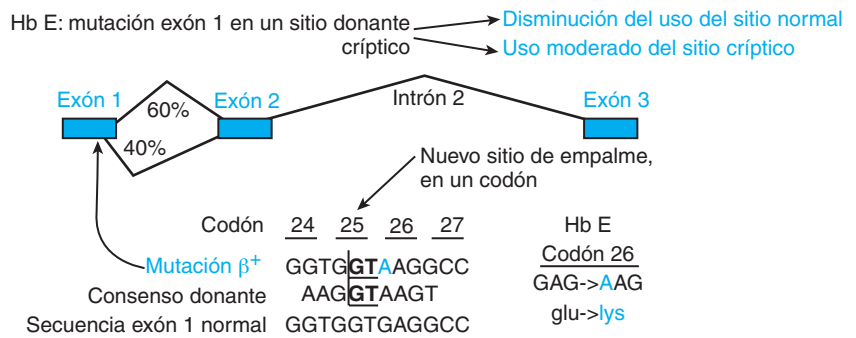 Hb E: mutación exón 1 en un sitio donante
críptico
Disminución del uso del sitio normal
Uso moderado del sitio críptico
Exón 1
60%
Exón 2
Intrón 2
Exón 3
40%
Nuevo sitio de empalme,
en un codón
Codón 24 25 26 27
Mutación β+ GGTGGTAAGGCC
Consenso donante AAGGTAAGT
Secuencia exón 1 normal GGTGGTGAGGCC
Hb E
Codón 26
GAG->AAG
glu->lys